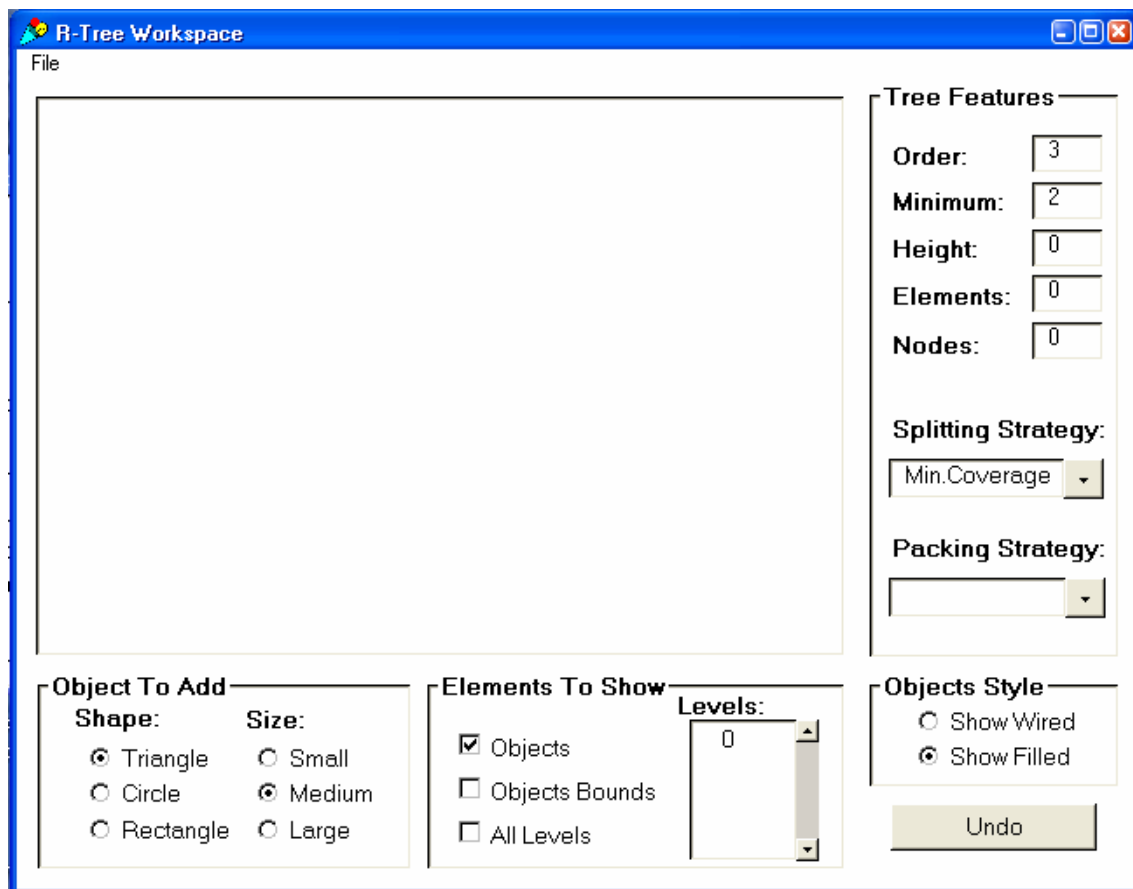 R-Tree Workspace
File
Tree Features
Order: 3
Minimum: 2
Height: 0
Elements: 0
Nodes: 0
Splitting Strategy:
Min.Coverage
Packing Strategy:
Object To Add
Shape: Size:
Triangle Small
Circle Medium
Rectangle Large
Elements To Show
Levels:
0
Objects
Objects Bounds
All Levels
Objects Style
Show Wired
Show Filled
Undo